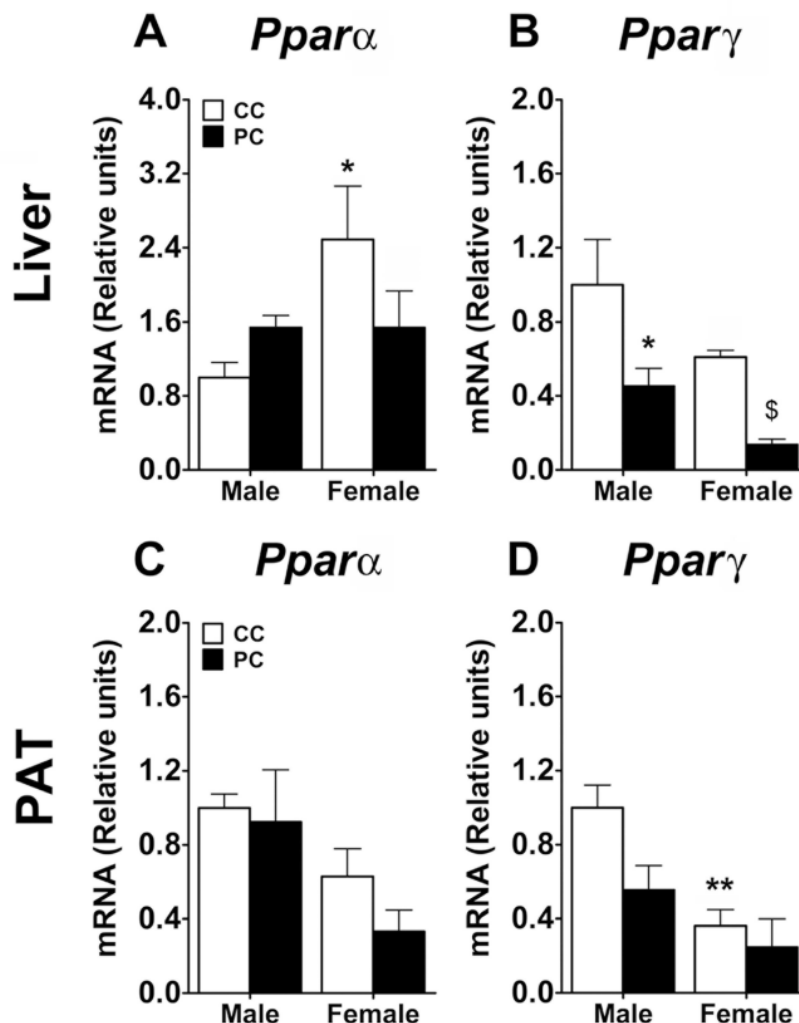 A Pparα
B Pparγ
Liver
mRNA (Relative units)
4.0
3.2
2.4
1.6
0.8
0.0
CC
PC
*
Male Female
mRNA (Relative units)
2.0
1.6
1.2
0.8
0.4
0.0
*
$
Male Female
C Pparα
D Pparγ
PAT
mRNA (Relative units)
2.0
1.6
1.2
0.8
0.4
0.0
CC
PC
Male Female
mRNA (Relative units)
2.0
1.6
1.2
0.8
0.4
0.0
**
Male Female